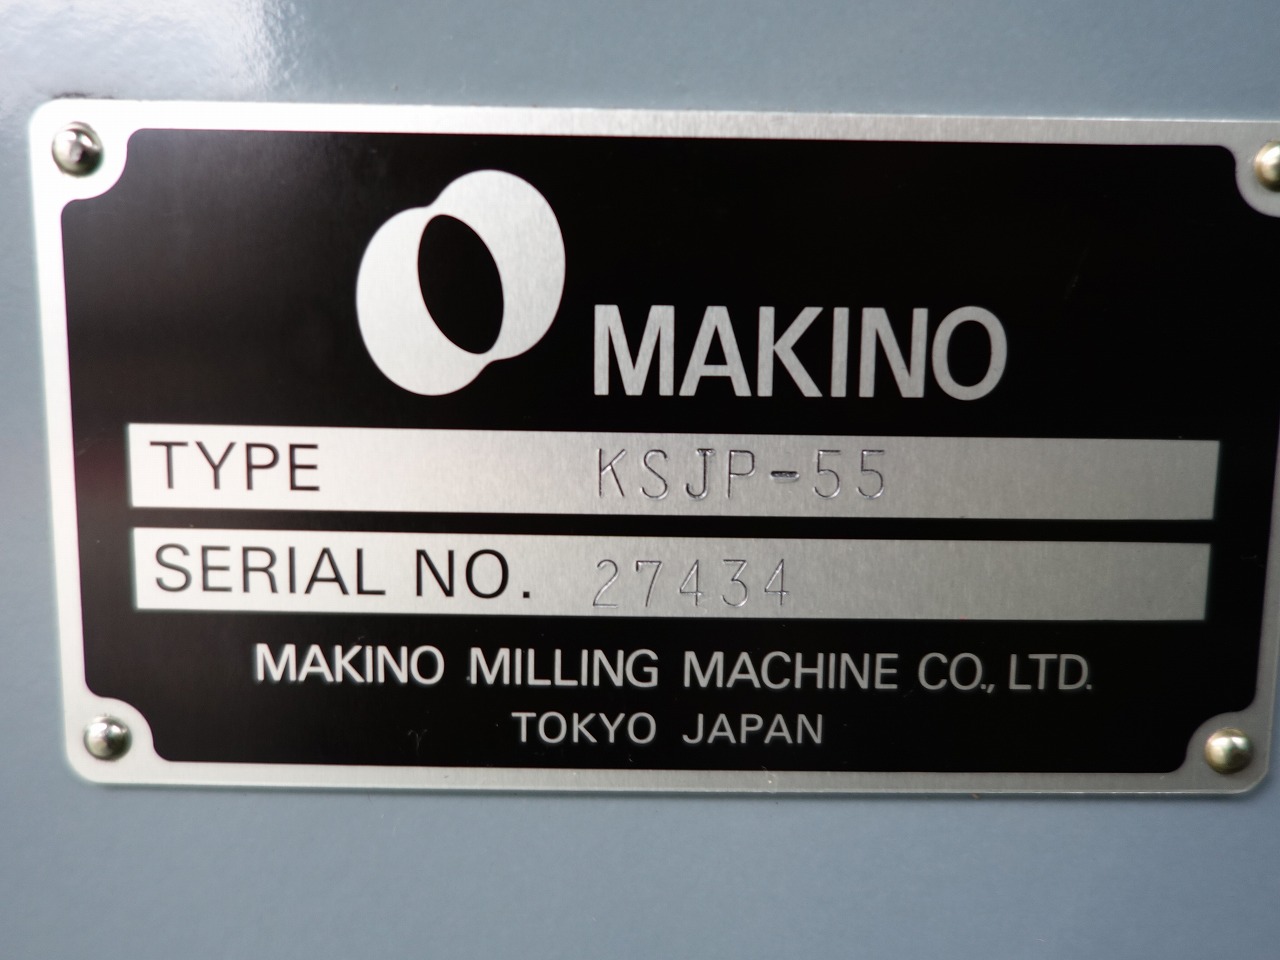 MAKINO
TYPE KSJP-55
SERIAL NO. 27434
MAKINO MILLING MACHINE CO., LTD.
TOKYO JAPAN